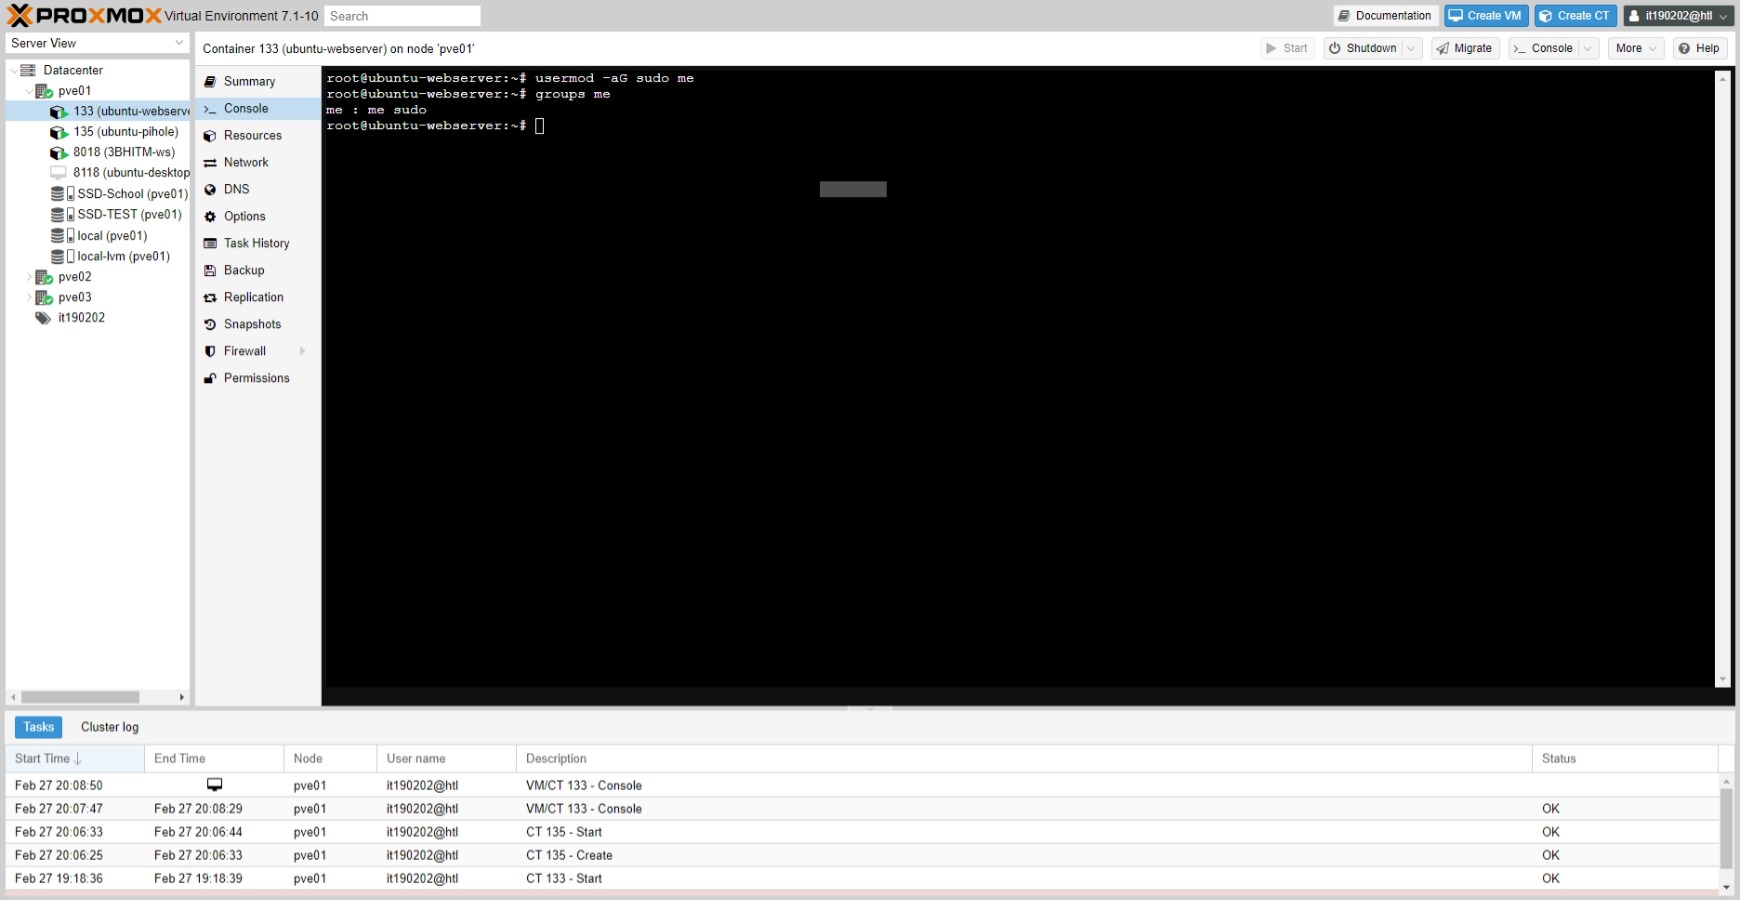 PROXMOX Virtual Environment 7.1-10 Search Documentation Create VM Create CT it190202@htl
Server View
Container 133 (ubuntu-webserver) on node 'pve01' Start Shutdown Migrate >_ Console More Help
Datacenter
pve01
133 (ubuntu-webserve
135 (ubuntu-pihole)
8018 (3BHITM-ws)
8118 (ubuntu-desktop
SSD-School (pve01)
SSD-TEST (pve01)
local (pve01)
local-lvm (pve01)
pve02
pve03
it190202
Summary
>_ Console
Resources
Network
DNS
Options
Task History
Backup
Replication
Snapshots
Firewall
Permissions
root@ubuntu-webserver:~# usermod -aG sudo me
root@ubuntu-webserver:~# groups me
me : me sudo
root@ubuntu-webserver:~#
Tasks Cluster log
Start Time End Time Node User name Description Status
Feb 27 20:08:50 pve01 it190202@htl VM/CT 133 - Console
Feb 27 20:07:47 Feb 27 20:08:29 pve01 it190202@htl VM/CT 133 - Console OK
Feb 27 20:06:33 Feb 27 20:06:44 pve01 it190202@htl CT 135 - Start OK
Feb 27 20:06:25 Feb 27 20:06:33 pve01 it190202@htl CT 135 - Create OK
Feb 27 19:18:36 Feb 27 19:18:39 pve01 it190202@htl CT 133 - Start OK